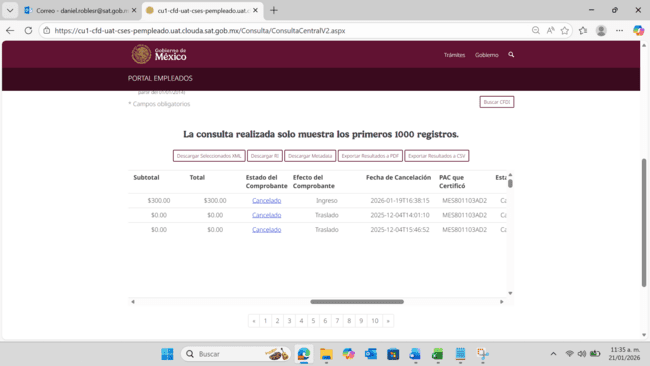 Correo - daniel.roblesr@sat.gob.m
cu1-cfd-uat-cses-pempleado.uat.
https://cu1-cfd-uat-cses-pempleado.uat.clouda.sat.gob.mx/Consulta/ConsultaCentralV2.aspx
Gobierno de
México
Trámites Gobierno
PORTAL EMPLEADOS
* Campos obligatorios
Buscar CFDI
La consulta realizada solo muestra los primeros 1000 registros.
Descargar Seleccionados XML Descargar RI Descargar Metadata Exportar Resultados a PDF Exportar Resultados a CSV
Subtotal Total Estado del Comprobante Efecto del Comprobante Fecha de Cancelación PAC que Certificó Esta
$300.00 $300.00 Cancelado Ingreso 2026-01-19T16:38:15 MES801103AD2 Ca
$0.00 $0.00 Cancelado Traslado 2025-12-04T14:01:10 MES801103AD2 Ca
$0.00 $0.00 Cancelado Traslado 2025-12-04T15:46:52 MES801103AD2 Ca
« 1 2 3 4 5 6 7 8 9 10 »
Buscar
11:35 a. m.
21/01/2026